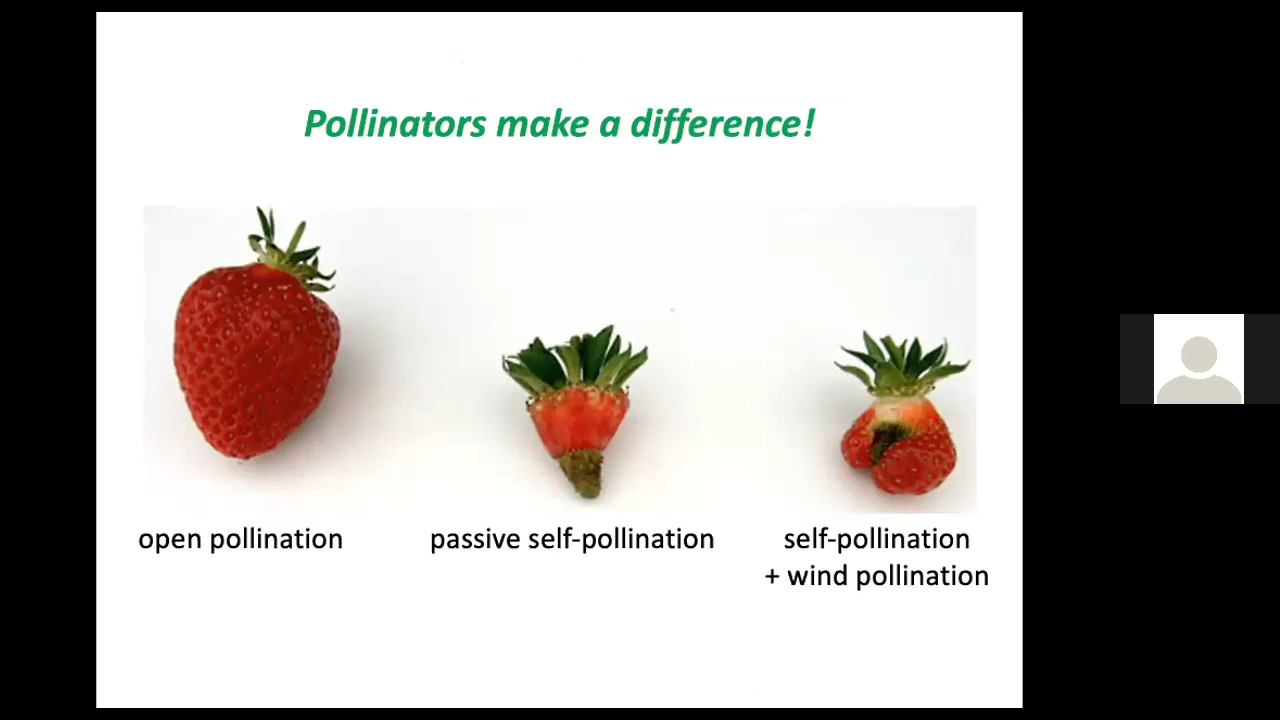 Pollinators make a difference!
open pollination
passive self-pollination
self-pollination
+ wind pollination